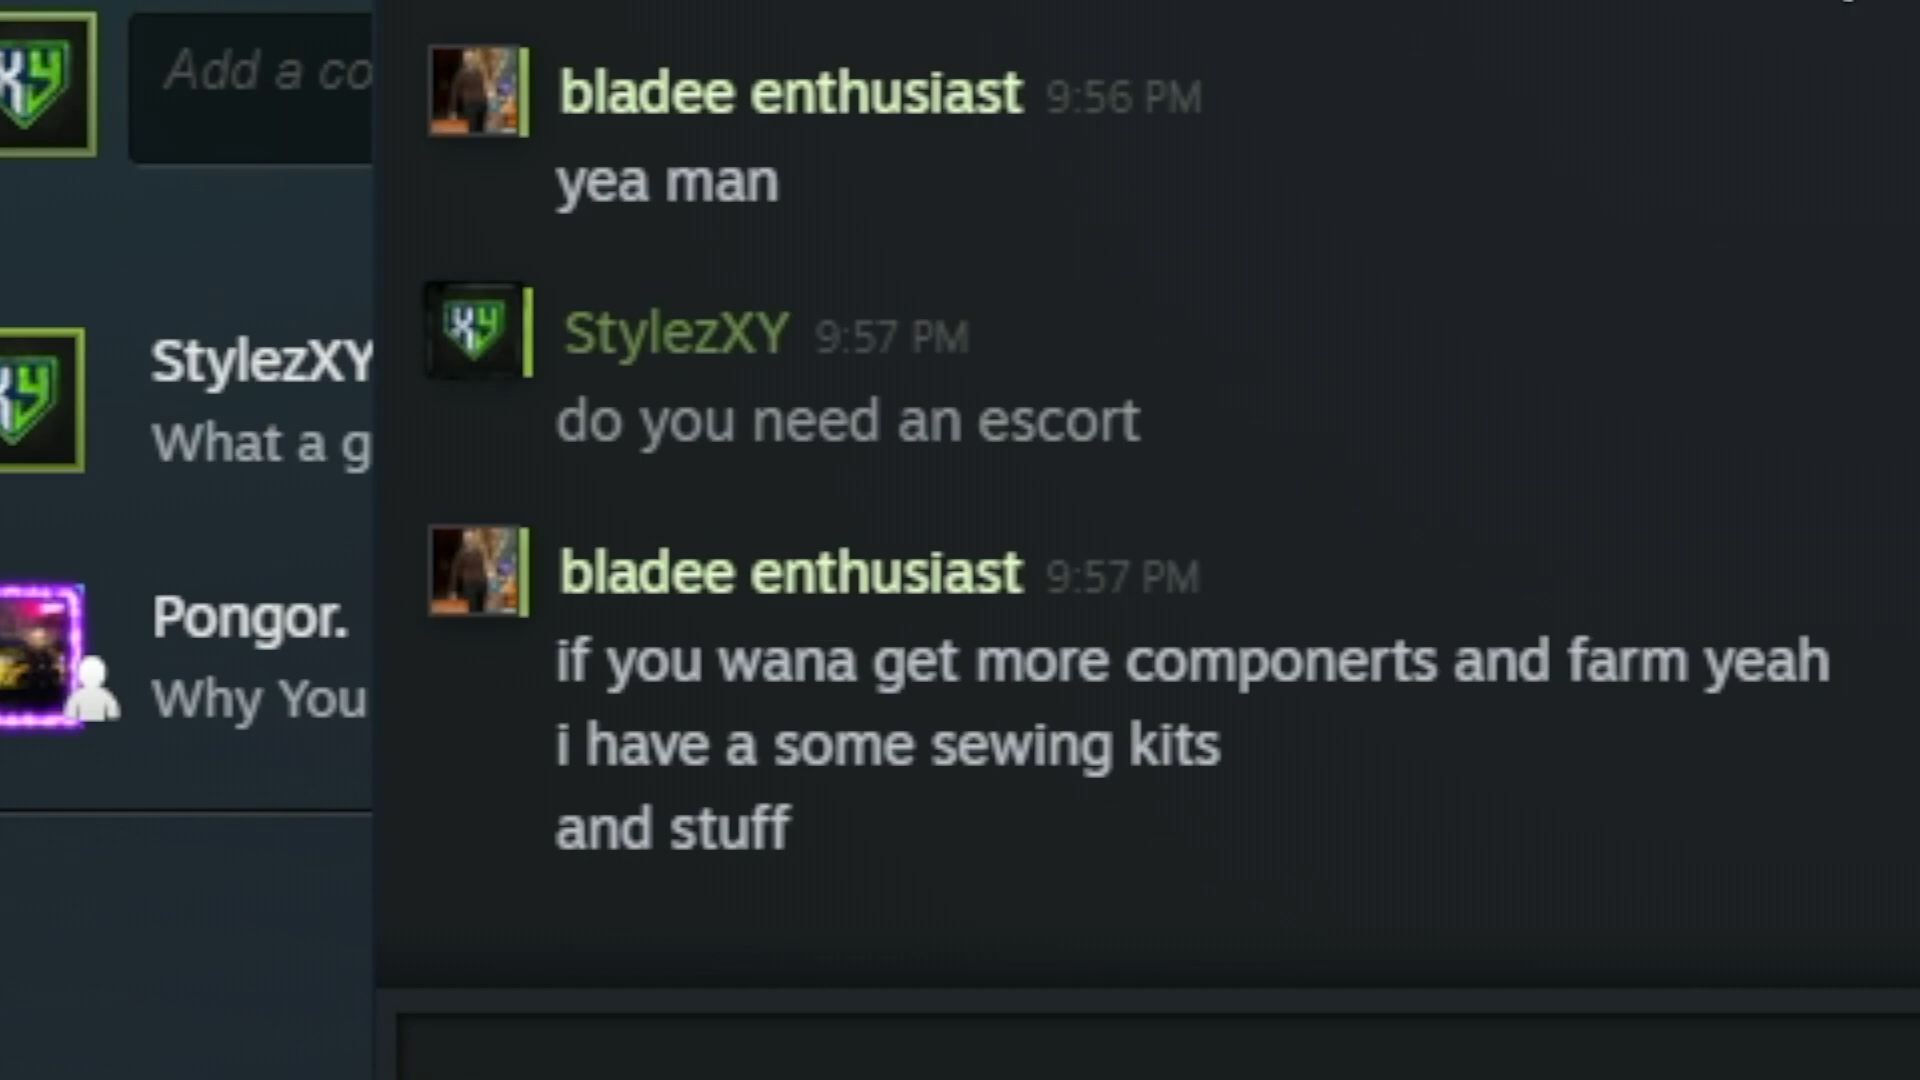 Add a co
bladee enthusiast 9:56 PM
yea man
StylezXY 9:57 PM
do you need an escort
StylezXY
What a g
bladee enthusiast 9:57 PM
if you wana get more componerts and farm yeah
i have a some sewing kits
and stuff
Pongor.
Why You